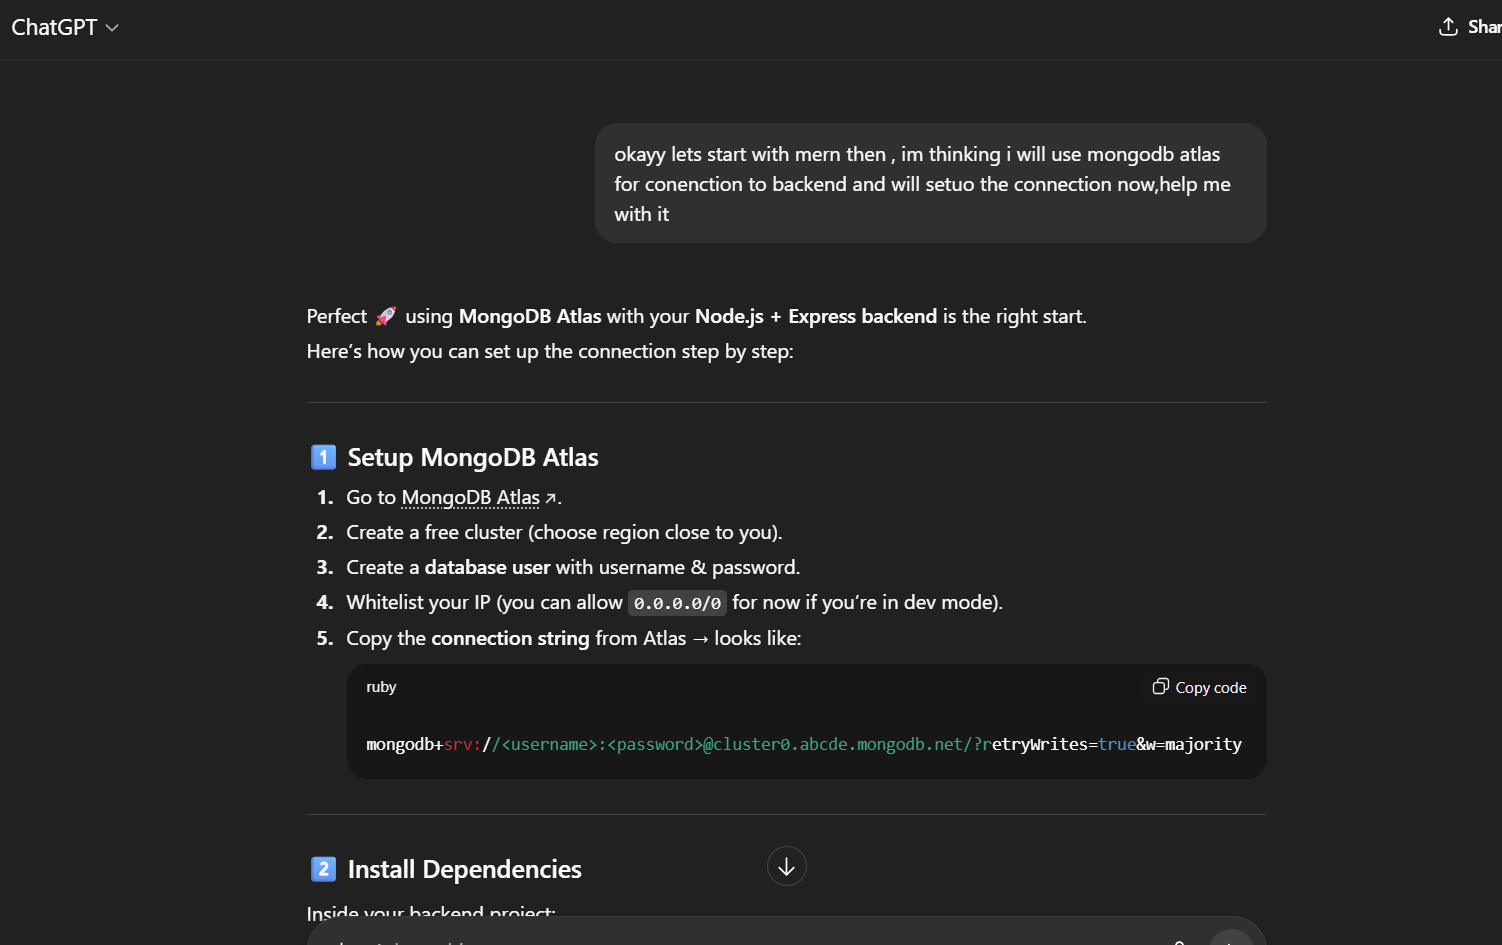 ChatGPT
Shar
okayy lets start with mern then , im thinking i will use mongodb atlas
for conenction to backend and will setuo the connection now,help me
with it
Perfect 🚀 using MongoDB Atlas with your Node.js + Express backend is the right start.
Here’s how you can set up the connection step by step:
1 Setup MongoDB Atlas
1. Go to MongoDB Atlas ↗.
2. Create a free cluster (choose region close to you).
3. Create a database user with username & password.
4. Whitelist your IP (you can allow 0.0.0.0/0 for now if you’re in dev mode).
5. Copy the connection string from Atlas → looks like:
ruby
Copy code
mongodb+srv://<username>:<password>@cluster0.abcde.mongodb.net/?retryWrites=true&w=majority
2 Install Dependencies
Inside your backend project: